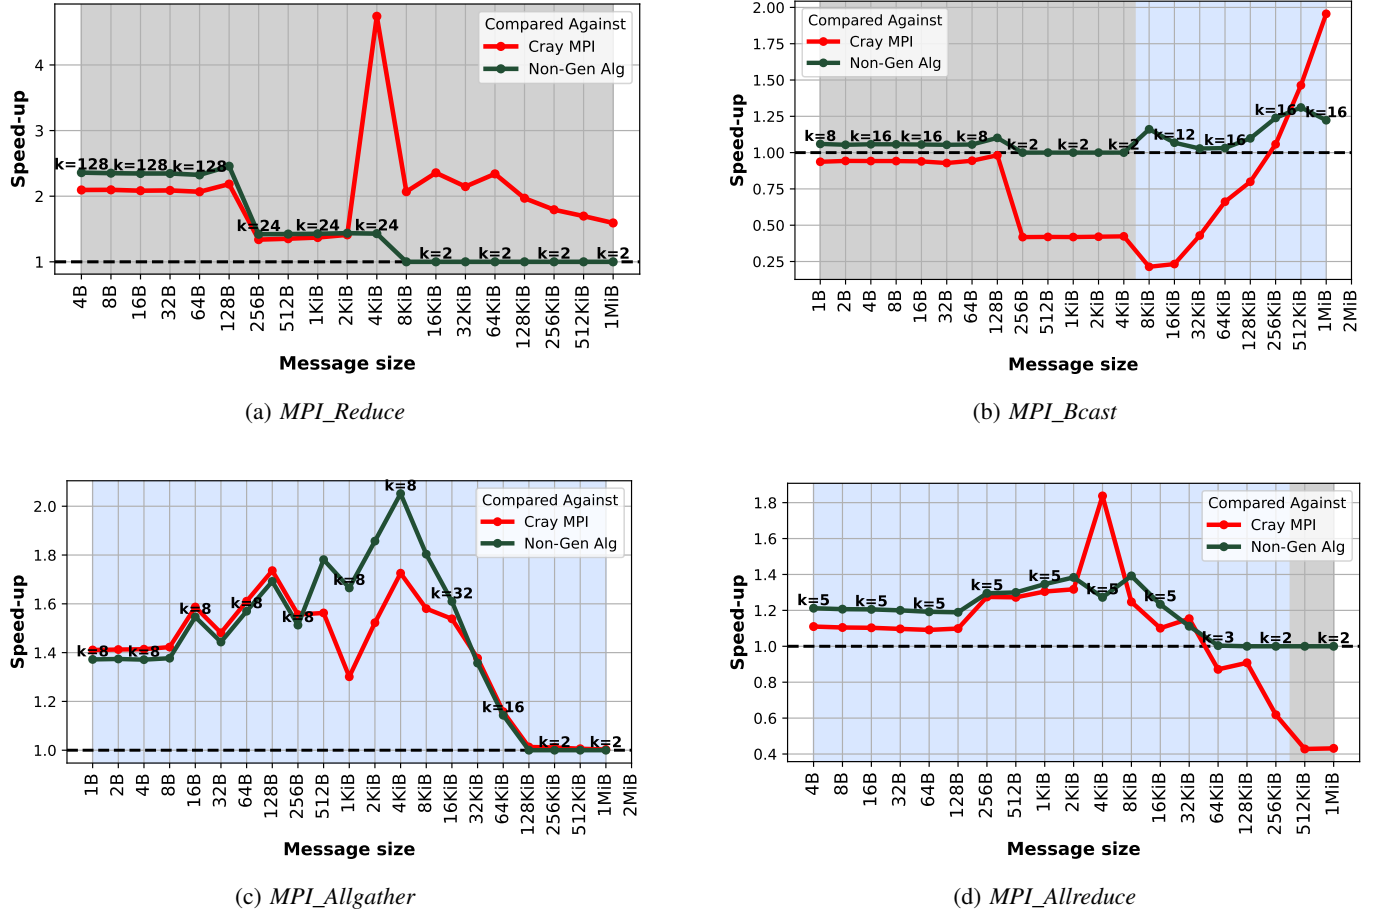 Compared Against
Cray MPI
Non-Gen Alg
Speed-up
4
3
2
1
k=128 k=128 k=128
k=24 k=24 k=24
k=2 k=2 k=2 k=2
4B 8B 16B 32B 64B 128B 256B 512B 1KiB 2KiB 4KiB 8KiB 16KiB 32KiB 64KiB 128KiB 256KiB 512KiB 1MiB
Message size
(a) MPI_Reduce
Compared Against
Cray MPI
Non-Gen Alg
Speed-up
2.00
1.75
1.50
1.25
1.00
0.75
0.50
0.25
k=8 k=16 k=16 k=8 k=2 k=2 k=2 k=12 k=16 k=16 k=16
1B 2B 4B 8B 16B 32B 64B 128B 256B 512B 1KiB 2KiB 4KiB 8KiB 16KiB 32KiB 64KiB 128KiB 256KiB 512KiB 1MiB 2MiB
Message size
(b) MPI_Bcast
Compared Against
Cray MPI
Non-Gen Alg
Speed-up
2.0
1.8
1.6
1.4
1.2
1.0
k=8 k=8 k=8 k=8 k=8 k=8 k=8 k=32 k=16 k=2 k=2
1B 2B 4B 8B 16B 32B 64B 128B 256B 512B 1KiB 2KiB 4KiB 8KiB 16KiB 32KiB 64KiB 128KiB 256KiB 512KiB 1MiB 2MiB
Message size
(c) MPI_Allgather
Compared Against
Cray MPI
Non-Gen Alg
Speed-up
1.8
1.6
1.4
1.2
1.0
0.8
0.6
0.4
k=5 k=5 k=5 k=5 k=5 k=5 k=5 k=3 k=2 k=2
4B 8B 16B 32B 64B 128B 256B 512B 1KiB 2KiB 4KiB 8KiB 16KiB 32KiB 64KiB 128KiB 256KiB 512KiB 1MiB
Message size
(d) MPI_Allreduce